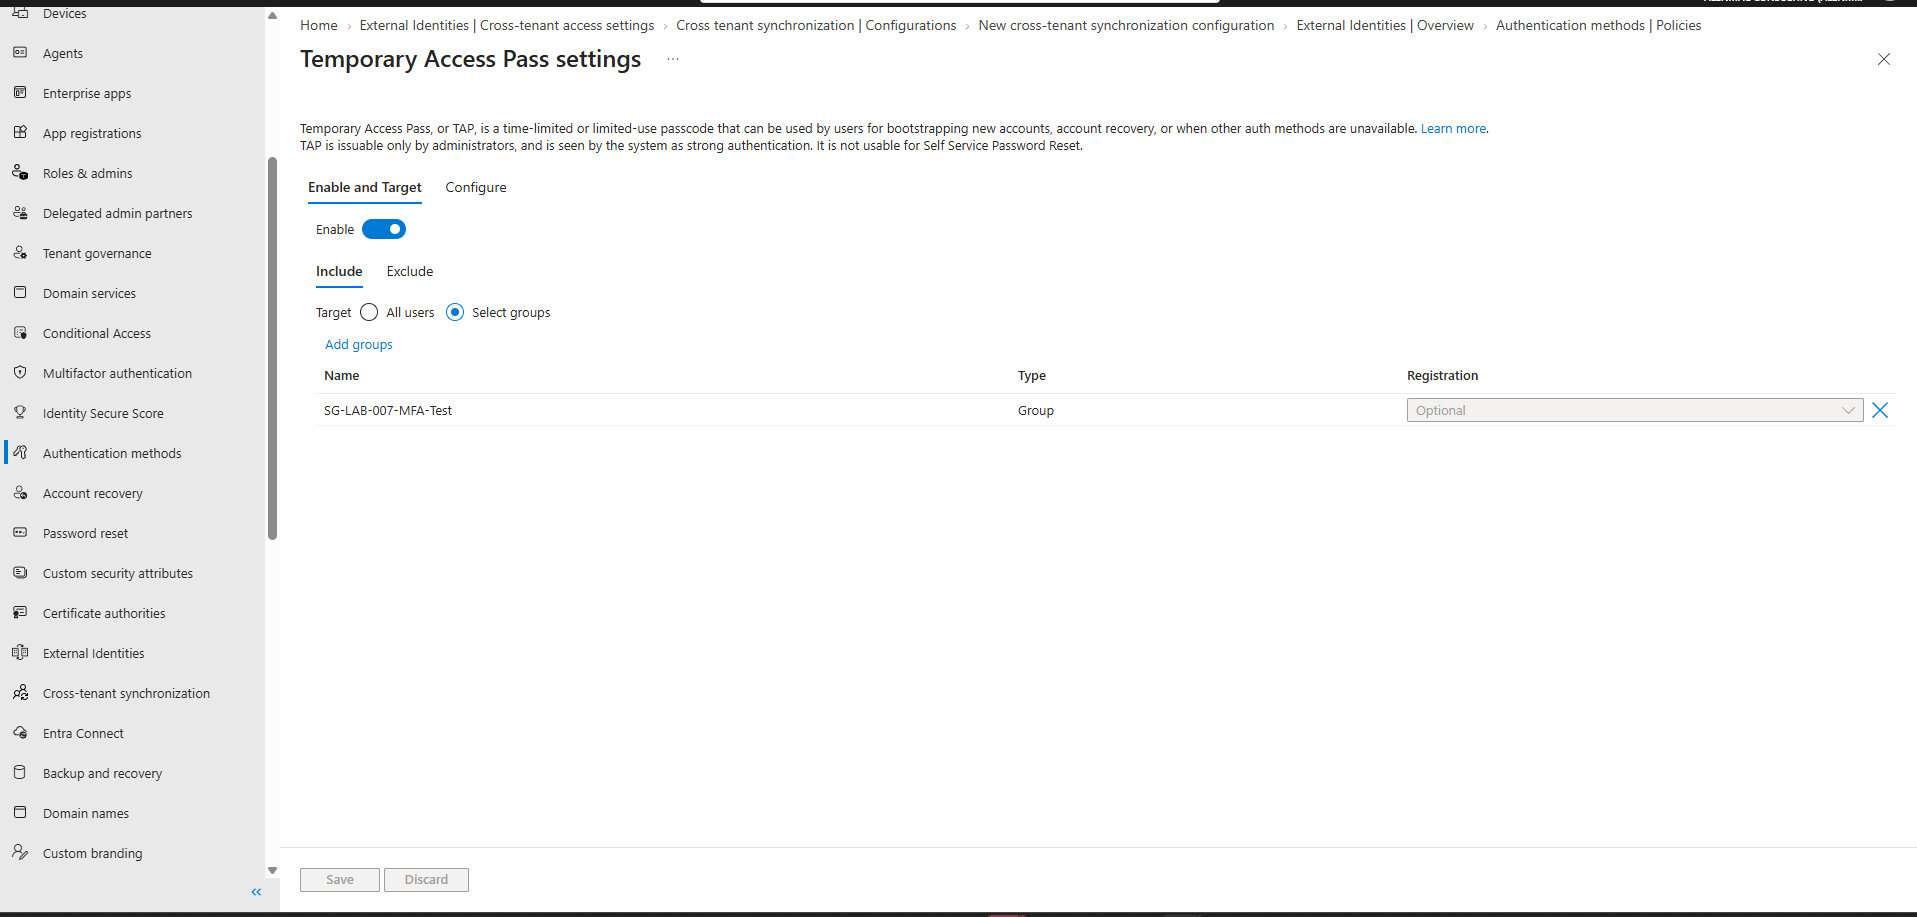 Devices
Agents
Enterprise apps
App registrations
Roles & admins
Delegated admin partners
Tenant governance
Domain services
Conditional Access
Multifactor authentication
Identity Secure Score
Authentication methods
Account recovery
Password reset
Custom security attributes
Certificate authorities
External Identities
Cross-tenant synchronization
Entra Connect
Backup and recovery
Domain names
Custom branding
Home › External Identities | Cross-tenant access settings › Cross tenant synchronization | Configurations › New cross-tenant synchronization configuration › External Identities | Overview › Authentication methods | Policies
Temporary Access Pass settings ...
Temporary Access Pass, or TAP, is a time-limited or limited-use passcode that can be used by users for bootstrapping new accounts, account recovery, or when other auth methods are unavailable. Learn more.
TAP is issuable only by administrators, and is seen by the system as strong authentication. It is not usable for Self Service Password Reset.
Enable and Target Configure
Enable
Include Exclude
Target All users Select groups
Add groups
Name Type Registration
SG-LAB-007-MFA-Test Group Optional
Save Discard